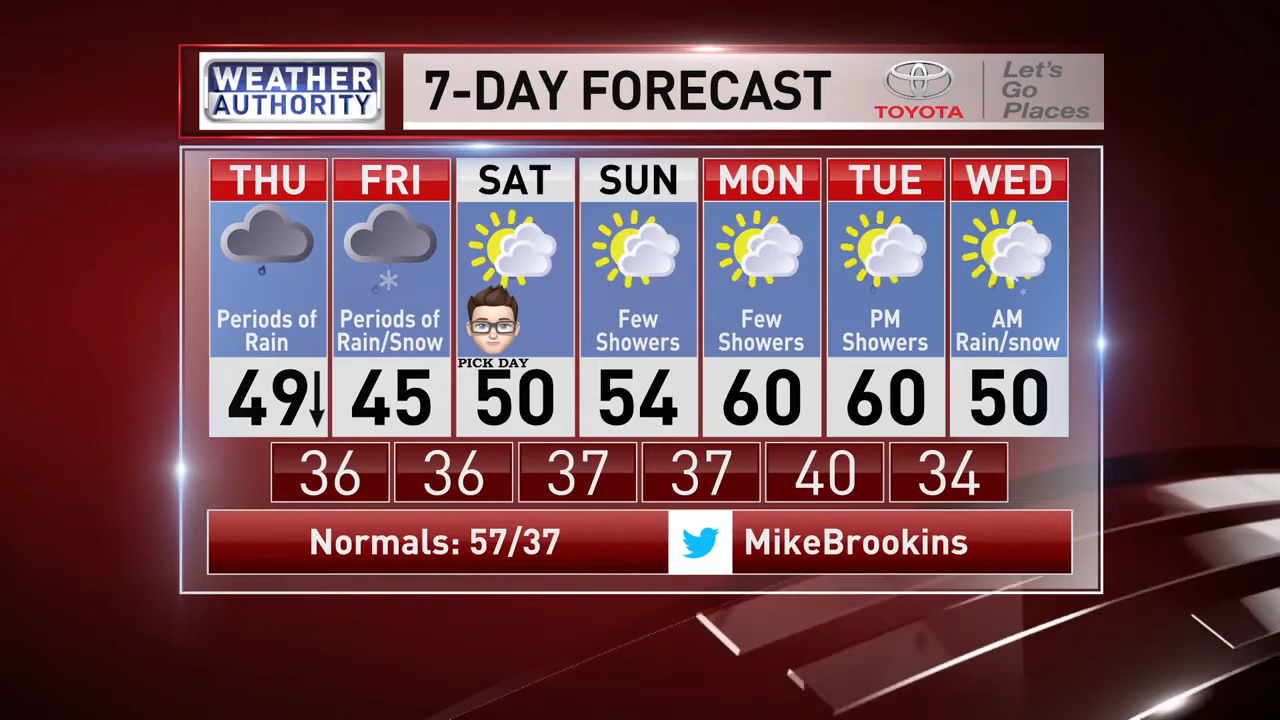 WEATHER
AUTHORITY
7-DAY FORECAST
TOYOTA
Let's
Go
Places
THU FRI SAT SUN MON TUE WED
Periods of
Rain
Periods of
Rain/Snow
PICK DAY
Few
Showers
Few
Showers
PM
Showers
AM
Rain/snow
49↓ 45 50 54 60 60 50
36 36 37 37 40 34
Normals: 57/37
MikeBrookins